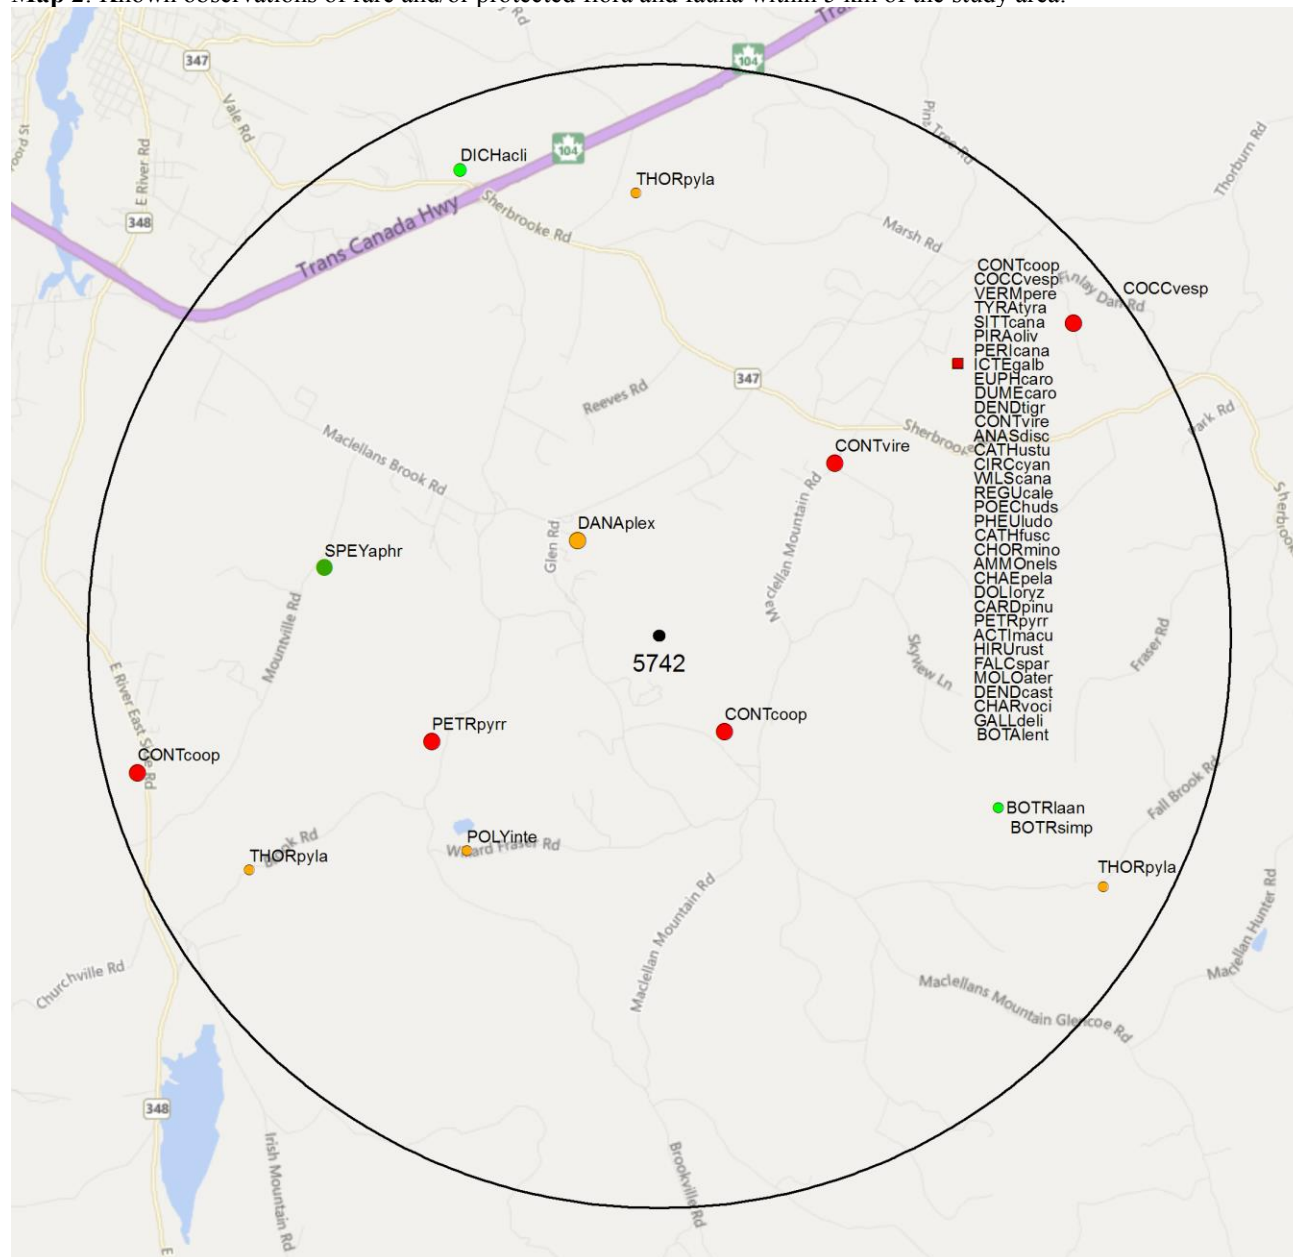 Map 2: Known observations of rare and/or protected flora and fauna within 5 km of the study area.
347
104
104
Vale Rd
E River Rd
348
DICHacli
THORpyla
Pine Tree Rd
Thorburn Rd
Trans Canada Hwy
Sherbrooke Rd
Marsh Rd
Finlay Dan Rd
COCCvesp
CONTcoop
COCCvesp
VERMpere
TYRAtyra
SITTcana
PIRAoliv
PERIcana
ICTEgalb
EUPHcaro
DUMEcaro
DENDtigr
CONTvire
ANASdisc
CATHustu
CIRCcyan
WILScana
REGUcale
POEChuds
PHEUludo
CATHfusc
CHORmino
AMMOnels
CHAEpela
DOLIoryz
CARDpinu
PETRpyrr
ACTImacu
HIRUrust
FALCspar
MOLOater
DENDcast
CHARvoci
GALLdeli
BOTAlent
347
Reeves Rd
Sherbrooke
Park Rd
Sherbrooke
Maclellans Brook Rd
CONTvire
Maclellan Mountain Rd
DANAplex
Glen Rd
SPEYaphr
Mountville Rd
5742
Skyview Ln
Fraser Rd
E River East Side Rd
CONTcoop
PETRpyrr
CONTcoop
Fall Brook Rd
BOTRlaan
BOTRsimp
POLYinte
Willard Fraser Rd
Brook Rd
THORpyla
THORpyla
Maclellan Mountain Rd
Maclellan Hunter Rd
Churchville Rd
Maclellans Mountain Glencoe Rd
348
Irish Mountain Rd
Brookville Rd
E